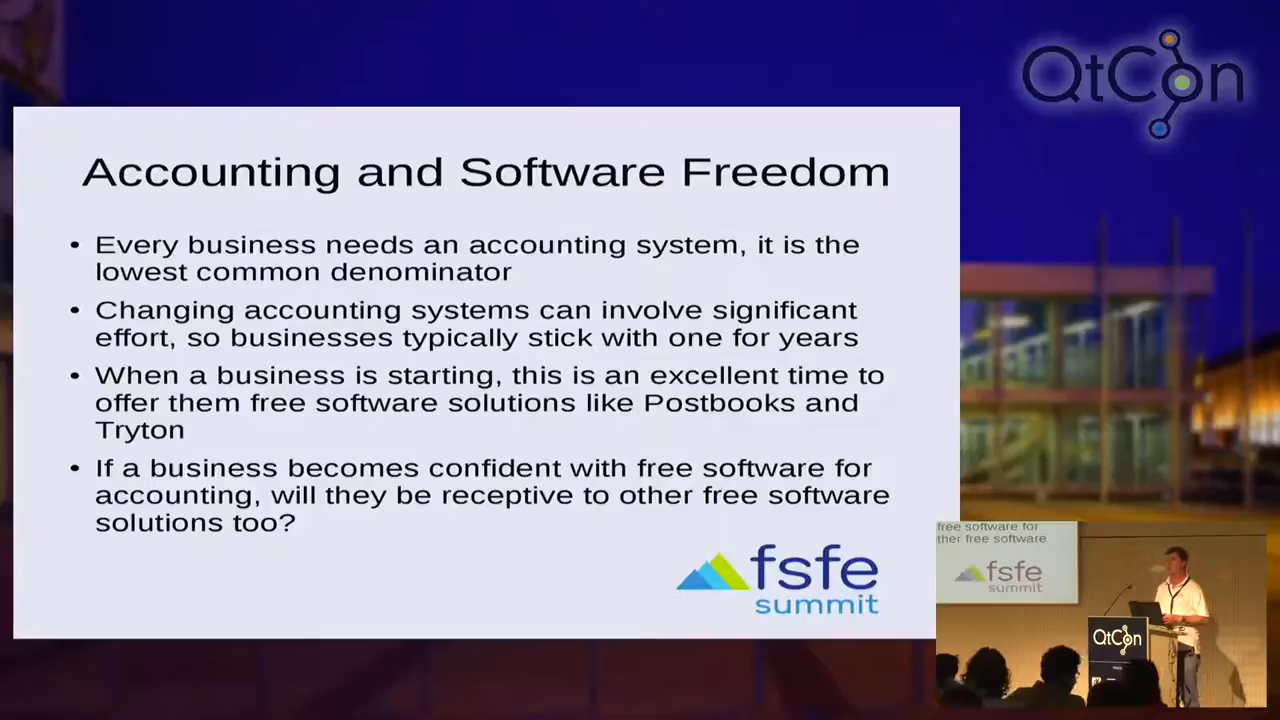 QtCon
Accounting and Software Freedom
• Every business needs an accounting system, it is the
lowest common denominator
• Changing accounting systems can involve significant
effort, so businesses typically stick with one for years
• When a business is starting, this is an excellent time to
offer them free software solutions like Postbooks and
Tryton
• If a business becomes confident with free software for
accounting, will they be receptive to other free software
solutions too?
fsfe
summit
free software for
ther free software
fsfe
summit
QtCon